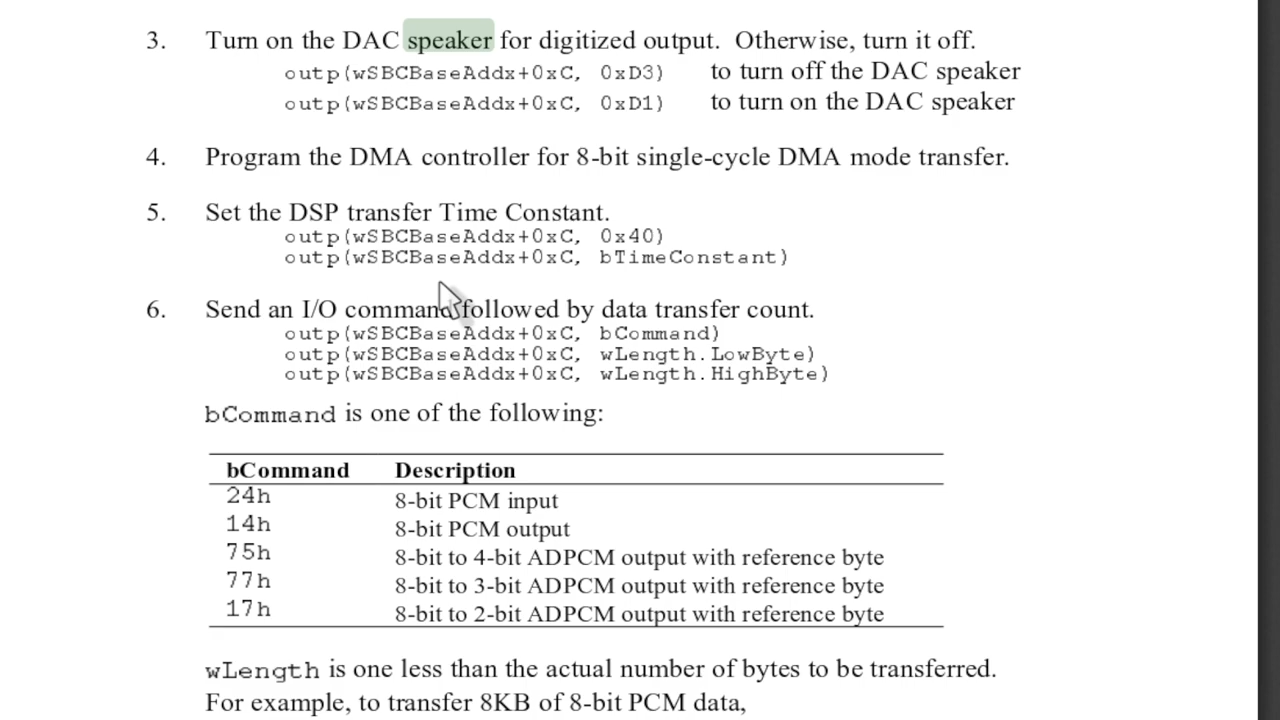 3. Turn on the DAC speaker for digitized output. Otherwise, turn it off.
outp(wSBCBaseAddx+0xC, 0xD3) to turn off the DAC speaker
outp(wSBCBaseAddx+0xC, 0xD1) to turn on the DAC speaker
4. Program the DMA controller for 8-bit single-cycle DMA mode transfer.
5. Set the DSP transfer Time Constant.
outp(wSBCBaseAddx+0xC, 0x40)
outp(wSBCBaseAddx+0xC, bTimeConstant)
6. Send an I/O command followed by data transfer count.
outp(wSBCBaseAddx+0xC, bCommand)
outp(wSBCBaseAddx+0xC, wLength.LowByte)
outp(wSBCBaseAddx+0xC, wLength.HighByte)
bCommand is one of the following:
bCommand Description
24h 8-bit PCM input
14h 8-bit PCM output
75h 8-bit to 4-bit ADPCM output with reference byte
77h 8-bit to 3-bit ADPCM output with reference byte
17h 8-bit to 2-bit ADPCM output with reference byte
wLength is one less than the actual number of bytes to be transferred.
For example, to transfer 8KB of 8-bit PCM data,